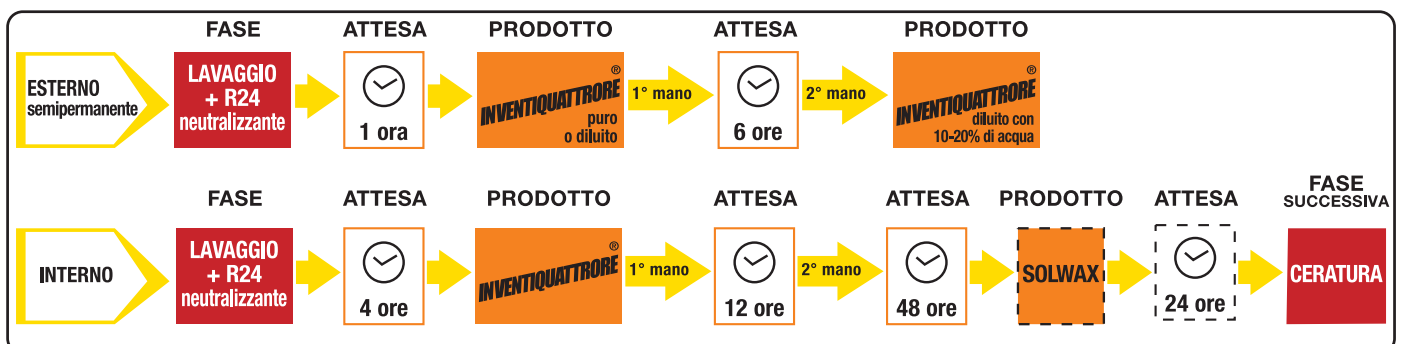 FASE ATTESA PRODOTTO ATTESA PRODOTTO
ESTERNO
semipermanente
LAVAGGIO
+ R24
neutralizzante
1 ora
INVENTIQUATTRORE®
puro
o diluito
1° mano
6 ore
2° mano
INVENTIQUATTRORE®
diluito con
10-20% di acqua
FASE ATTESA PRODOTTO ATTESA ATTESA PRODOTTO ATTESA FASE
SUCCESSIVA
INTERNO
LAVAGGIO
+ R24
neutralizzante
4 ore
INVENTIQUATTRORE®
1° mano
12 ore
2° mano
48 ore
SOLWAX
24 ore
CERATURA